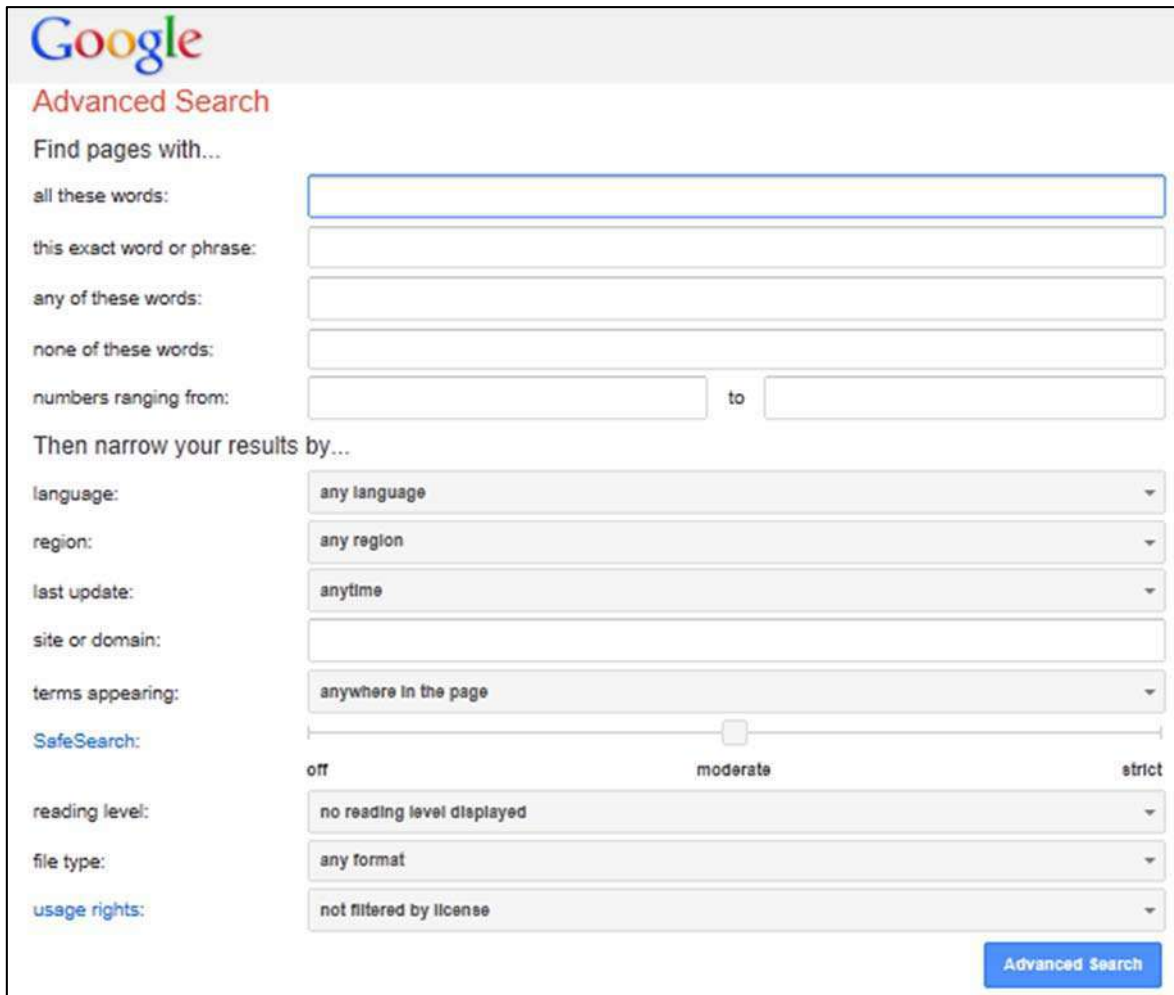 Google
Advanced Search
Find pages with...
all these words:
this exact word or phrase:
any of these words:
none of these words:
numbers ranging from: to
Then narrow your results by...
language: any language
region: any region
last update: anytime
site or domain:
terms appearing: anywhere in the page
SafeSearch:
off moderate strict
reading level: no reading level displayed
file type: any format
usage rights: not filtered by license
Advanced Search